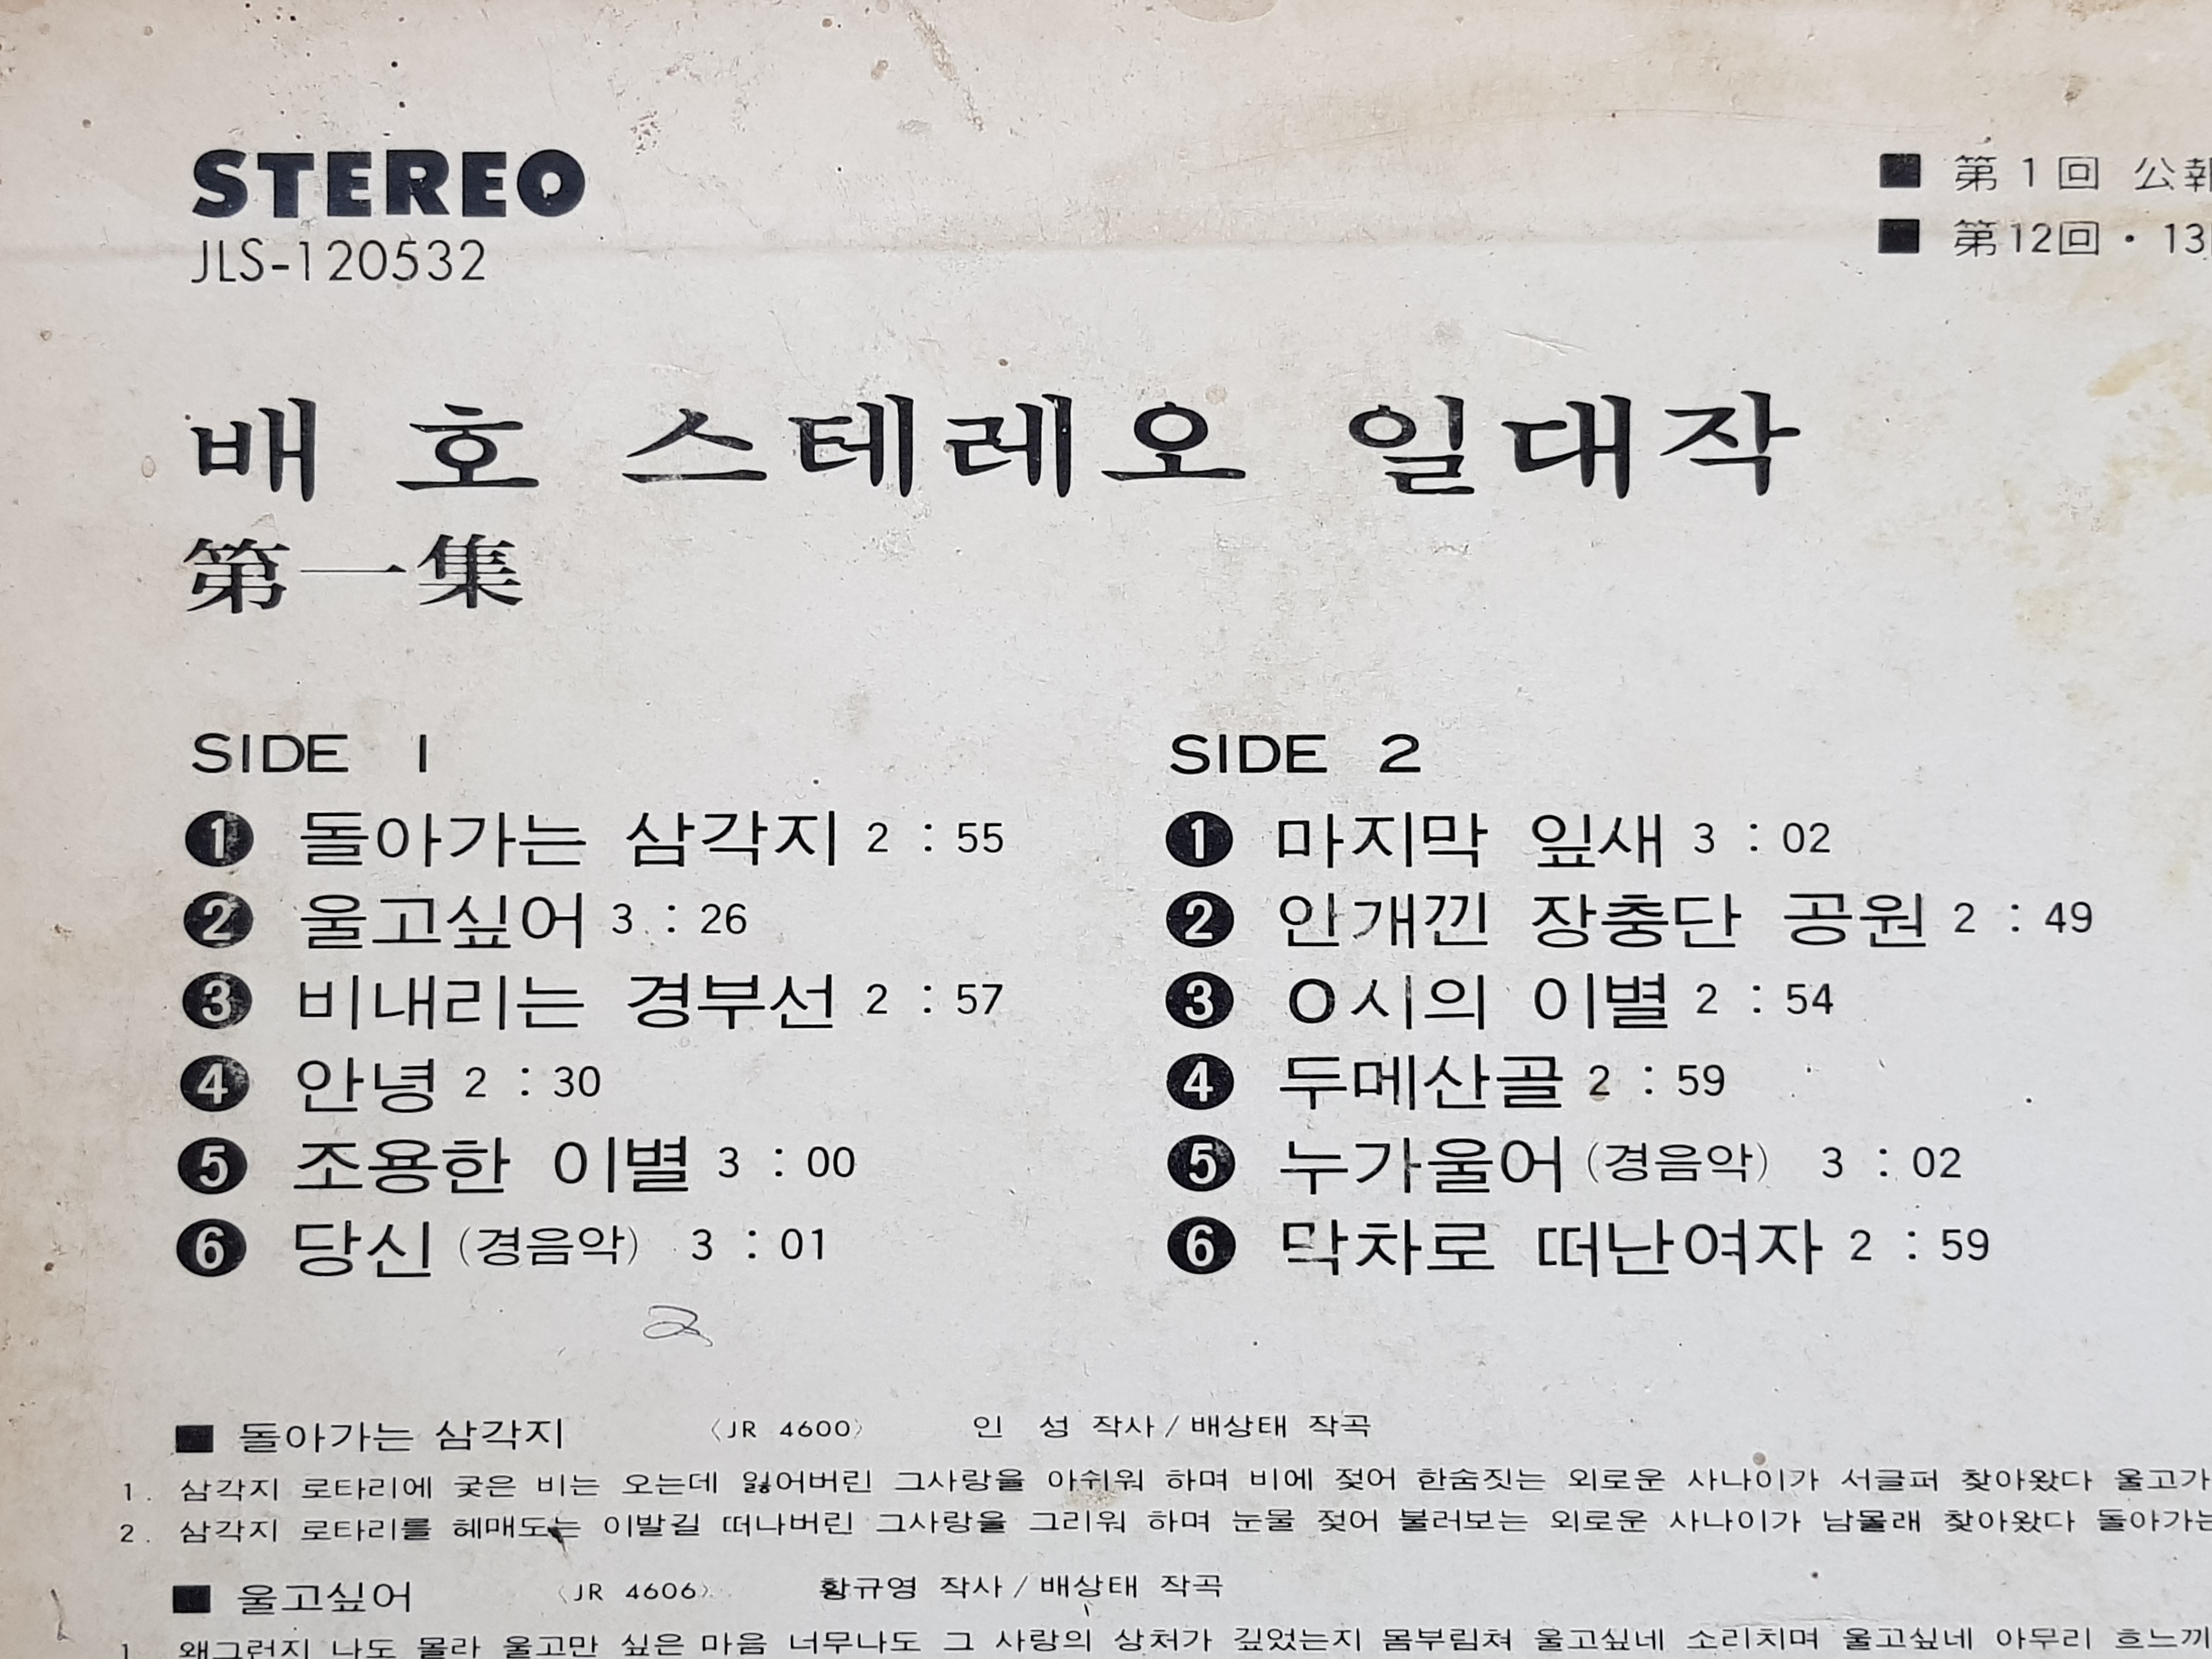 STEREO
JLS-120532
■ 第1回 公報
■ 第12回・13
배 호 스테레오 일대작
第一集
SIDE 1
❶ 돌아가는 삼각지 2 : 55
❷ 울고싶어 3 : 26
❸ 비내리는 경부선 2 : 57
❹ 안녕 2 : 30
❺ 조용한 이별 3 : 00
❻ 당신 (경음악) 3 : 01
2
SIDE 2
❶ 마지막 잎새 3 : 02
❷ 안개낀 장충단 공원 2 : 49
❸ 0시의 이별 2 : 54
❹ 두메산골 2 : 59
❺ 누가울어 (경음악) 3 : 02
❻ 막차로 떠난여자 2 : 59
■ 돌아가는 삼각지 〈JR 4600〉 인 성 작사 / 배상태 작곡
1. 삼각지 로타리에 궂은 비는 오는데 잃어버린 그사랑을 아쉬워 하며 비에 젖어 한숨짓는 외로운 사나이가 서글퍼 찾아왔다 울고가
2. 삼각지 로타리를 헤매도는 이발길 떠나버린 그사랑을 그리워 하며 눈물 젖어 불러보는 외로운 사나이가 남몰래 찾아왔다 돌아가는
■ 울고싶어 〈JR 4606〉 황규영 작사 / 배상태 작곡
1 왜그런지 나도 몰라 울고만 싶은 마음 너무나도 그 사랑의 상처가 깊었는지 몸부림쳐 울고싶네 소리치며 울고싶네 아무리 흐느끼